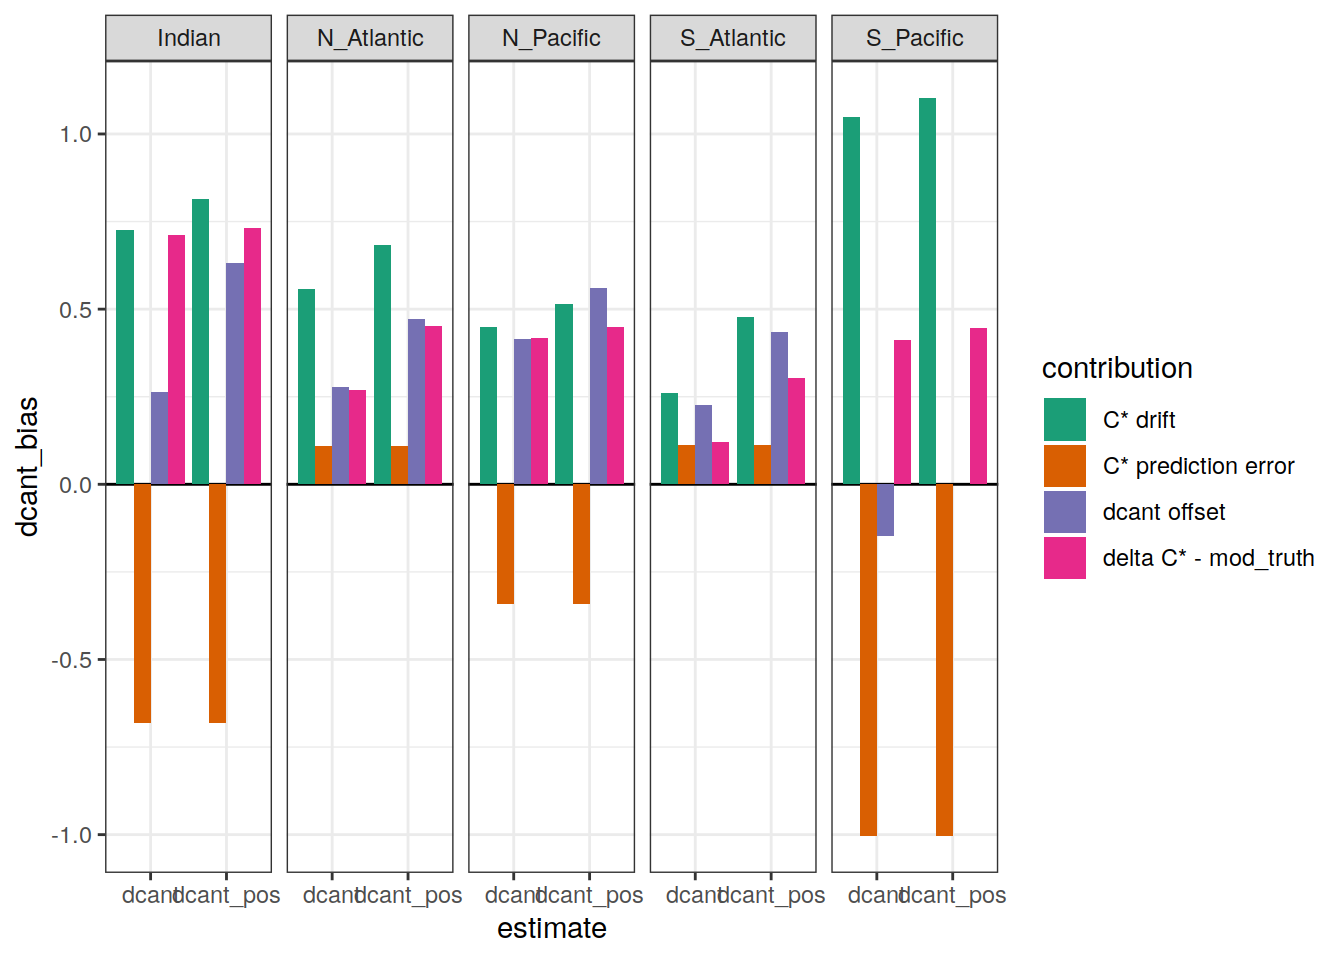 Indian
N_Atlantic
N_Pacific
S_Atlantic
S_Pacific
dcant_bias
1.0
0.5
0.0
-0.5
-1.0
dcant
dcant_pos
dcant
dcant_pos
dcant
dcant_pos
dcant
dcant_pos
dcant
dcant_pos
estimate
contribution
C* drift
C* prediction error
dcant offset
delta C* - mod_truth